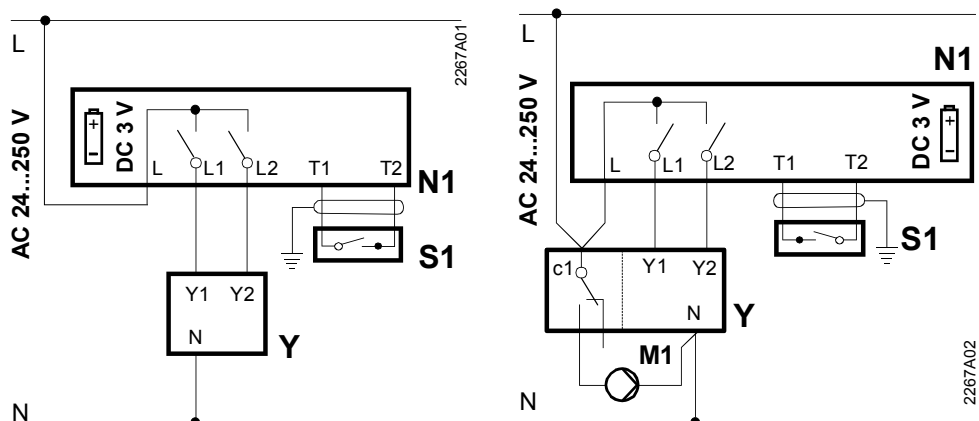 L
2267A01
AC 24...250 V
+
–
DC 3 V
L
L1
L2
T1
T2
N1
S1
Y1
Y2
N
Y
N
L
N1
AC 24...250 V
DC 3 V
+
–
L
L1
L2
T1
T2
S1
c1
Y1
Y2
N
Y
M1
N
2267A02